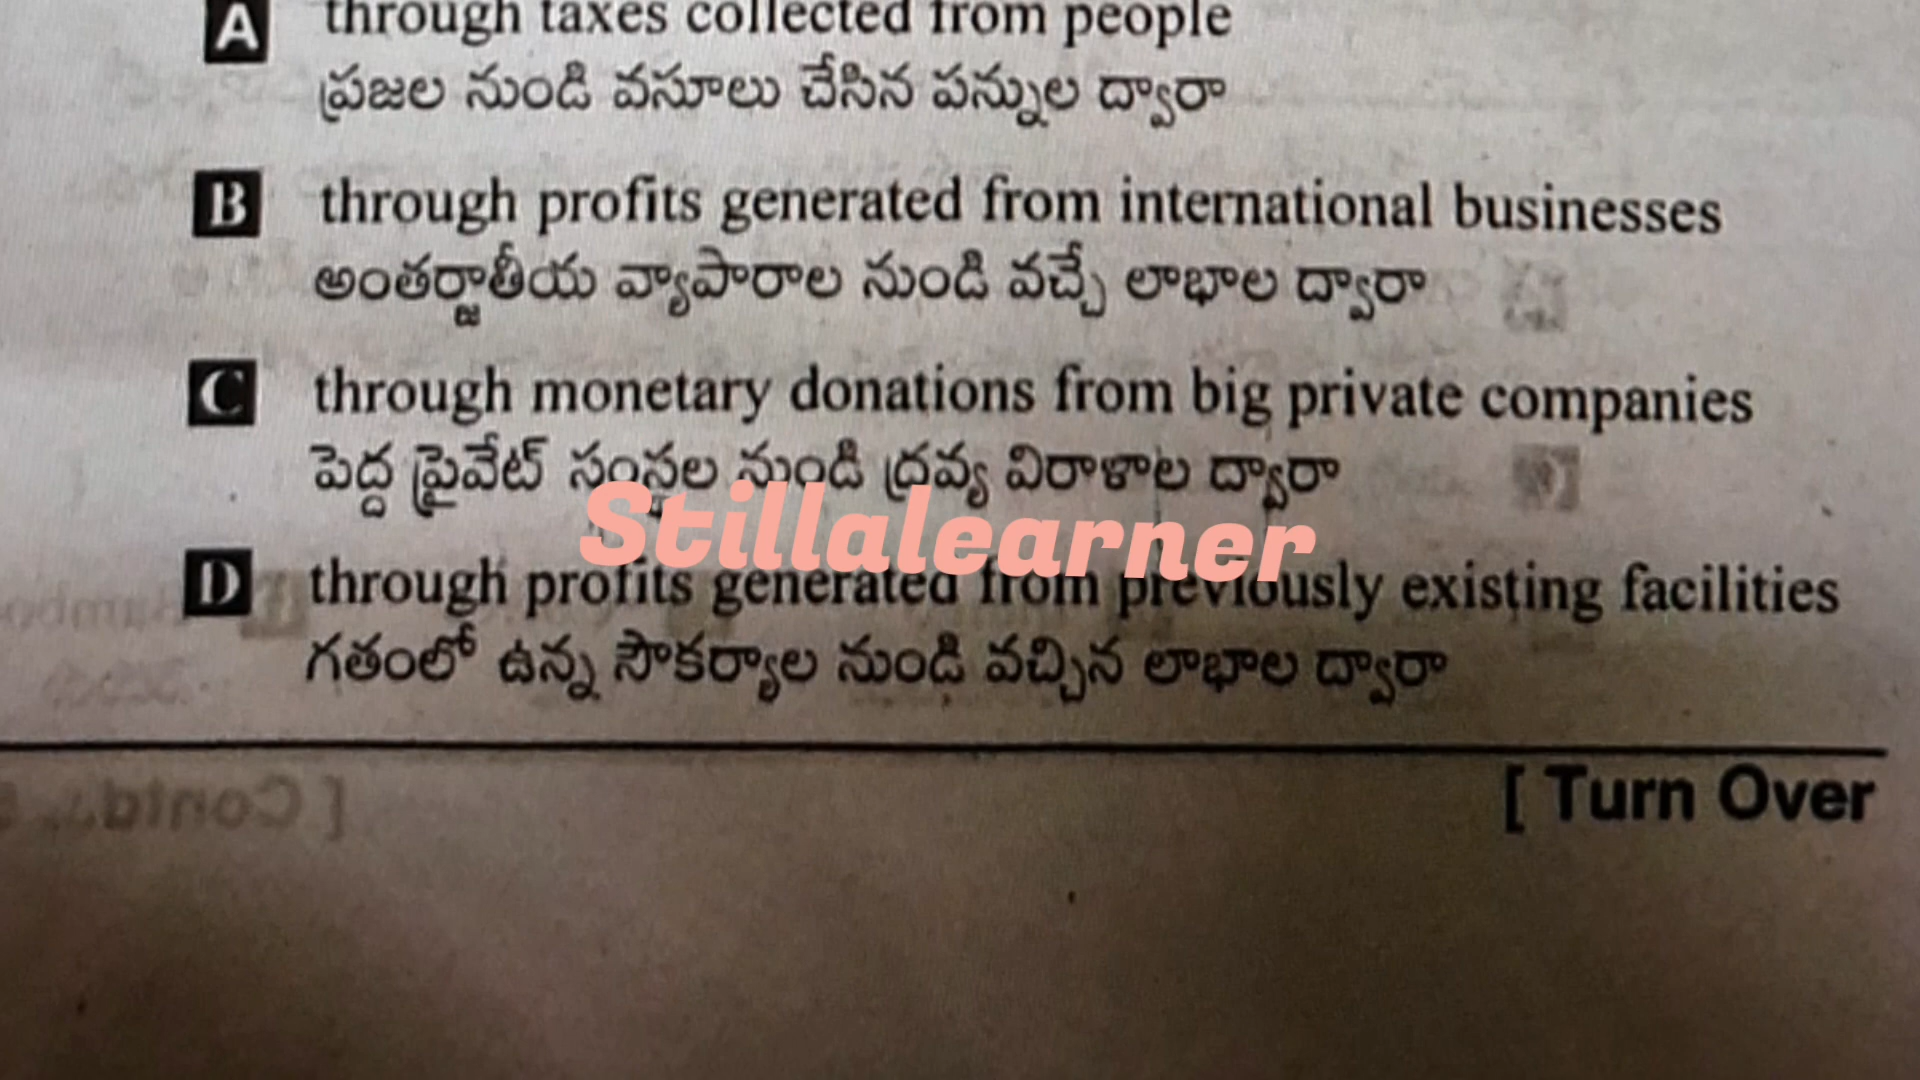 A through taxes collected from people
ప్రజల నుండి వసూలు చేసిన పన్నుల ద్వారా
B through profits generated from international businesses
అంతర్జాతీయ వ్యాపారాల నుండి వచ్చే లాభాల ద్వారా
C through monetary donations from big private companies
పెద్ద ప్రైవేట్ సంస్థల నుండి ద్రవ్య విరాళాల ద్వారా
Stillalearner
D through profits generated from previously existing facilities
గతంలో ఉన్న సౌకర్యాల నుండి వచ్చిన లాభాల ద్వారా
[ Turn Over
[ Contd.